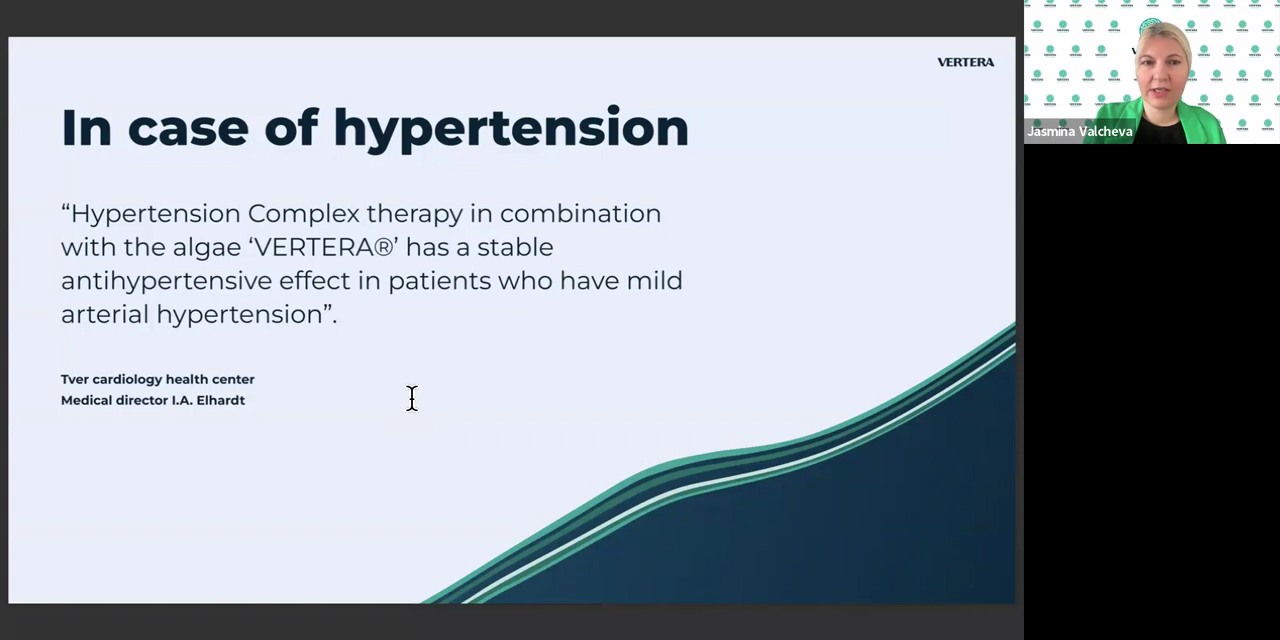 VERTERA
In case of hypertension
“Hypertension Complex therapy in combination
with the algae ‘VERTERA®’ has a stable
antihypertensive effect in patients who have mild
arterial hypertension”.
Tver cardiology health center
Medical director I.A. Elhardt
Jasmina Valcheva